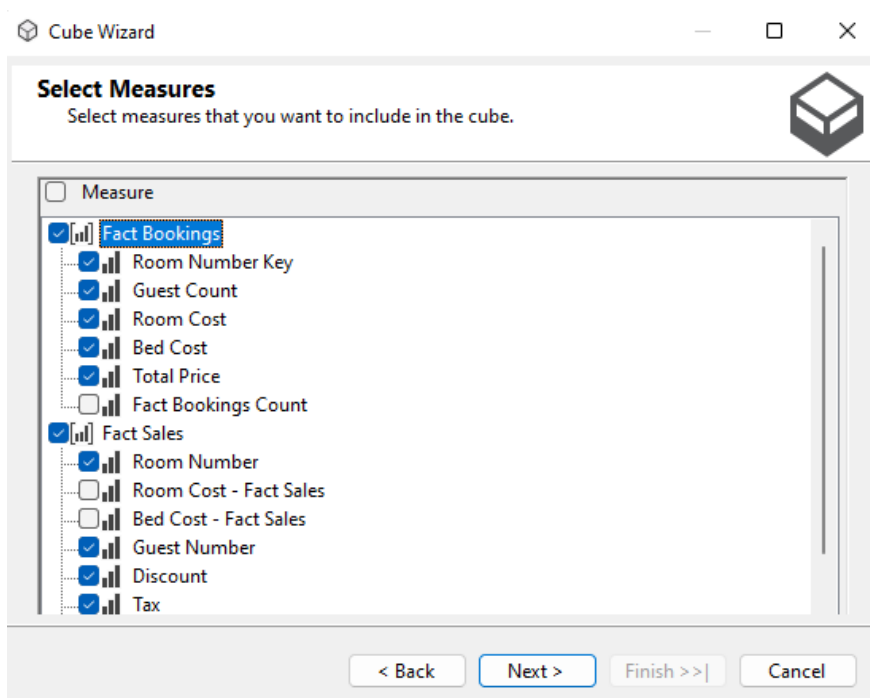 Cube Wizard
Select Measures
Select measures that you want to include in the cube.
Measure
Fact Bookings
Room Number Key
Guest Count
Room Cost
Bed Cost
Total Price
Fact Bookings Count
Fact Sales
Room Number
Room Cost - Fact Sales
Bed Cost - Fact Sales
Guest Number
Discount
Tax
< Back Next > Finish >>| Cancel